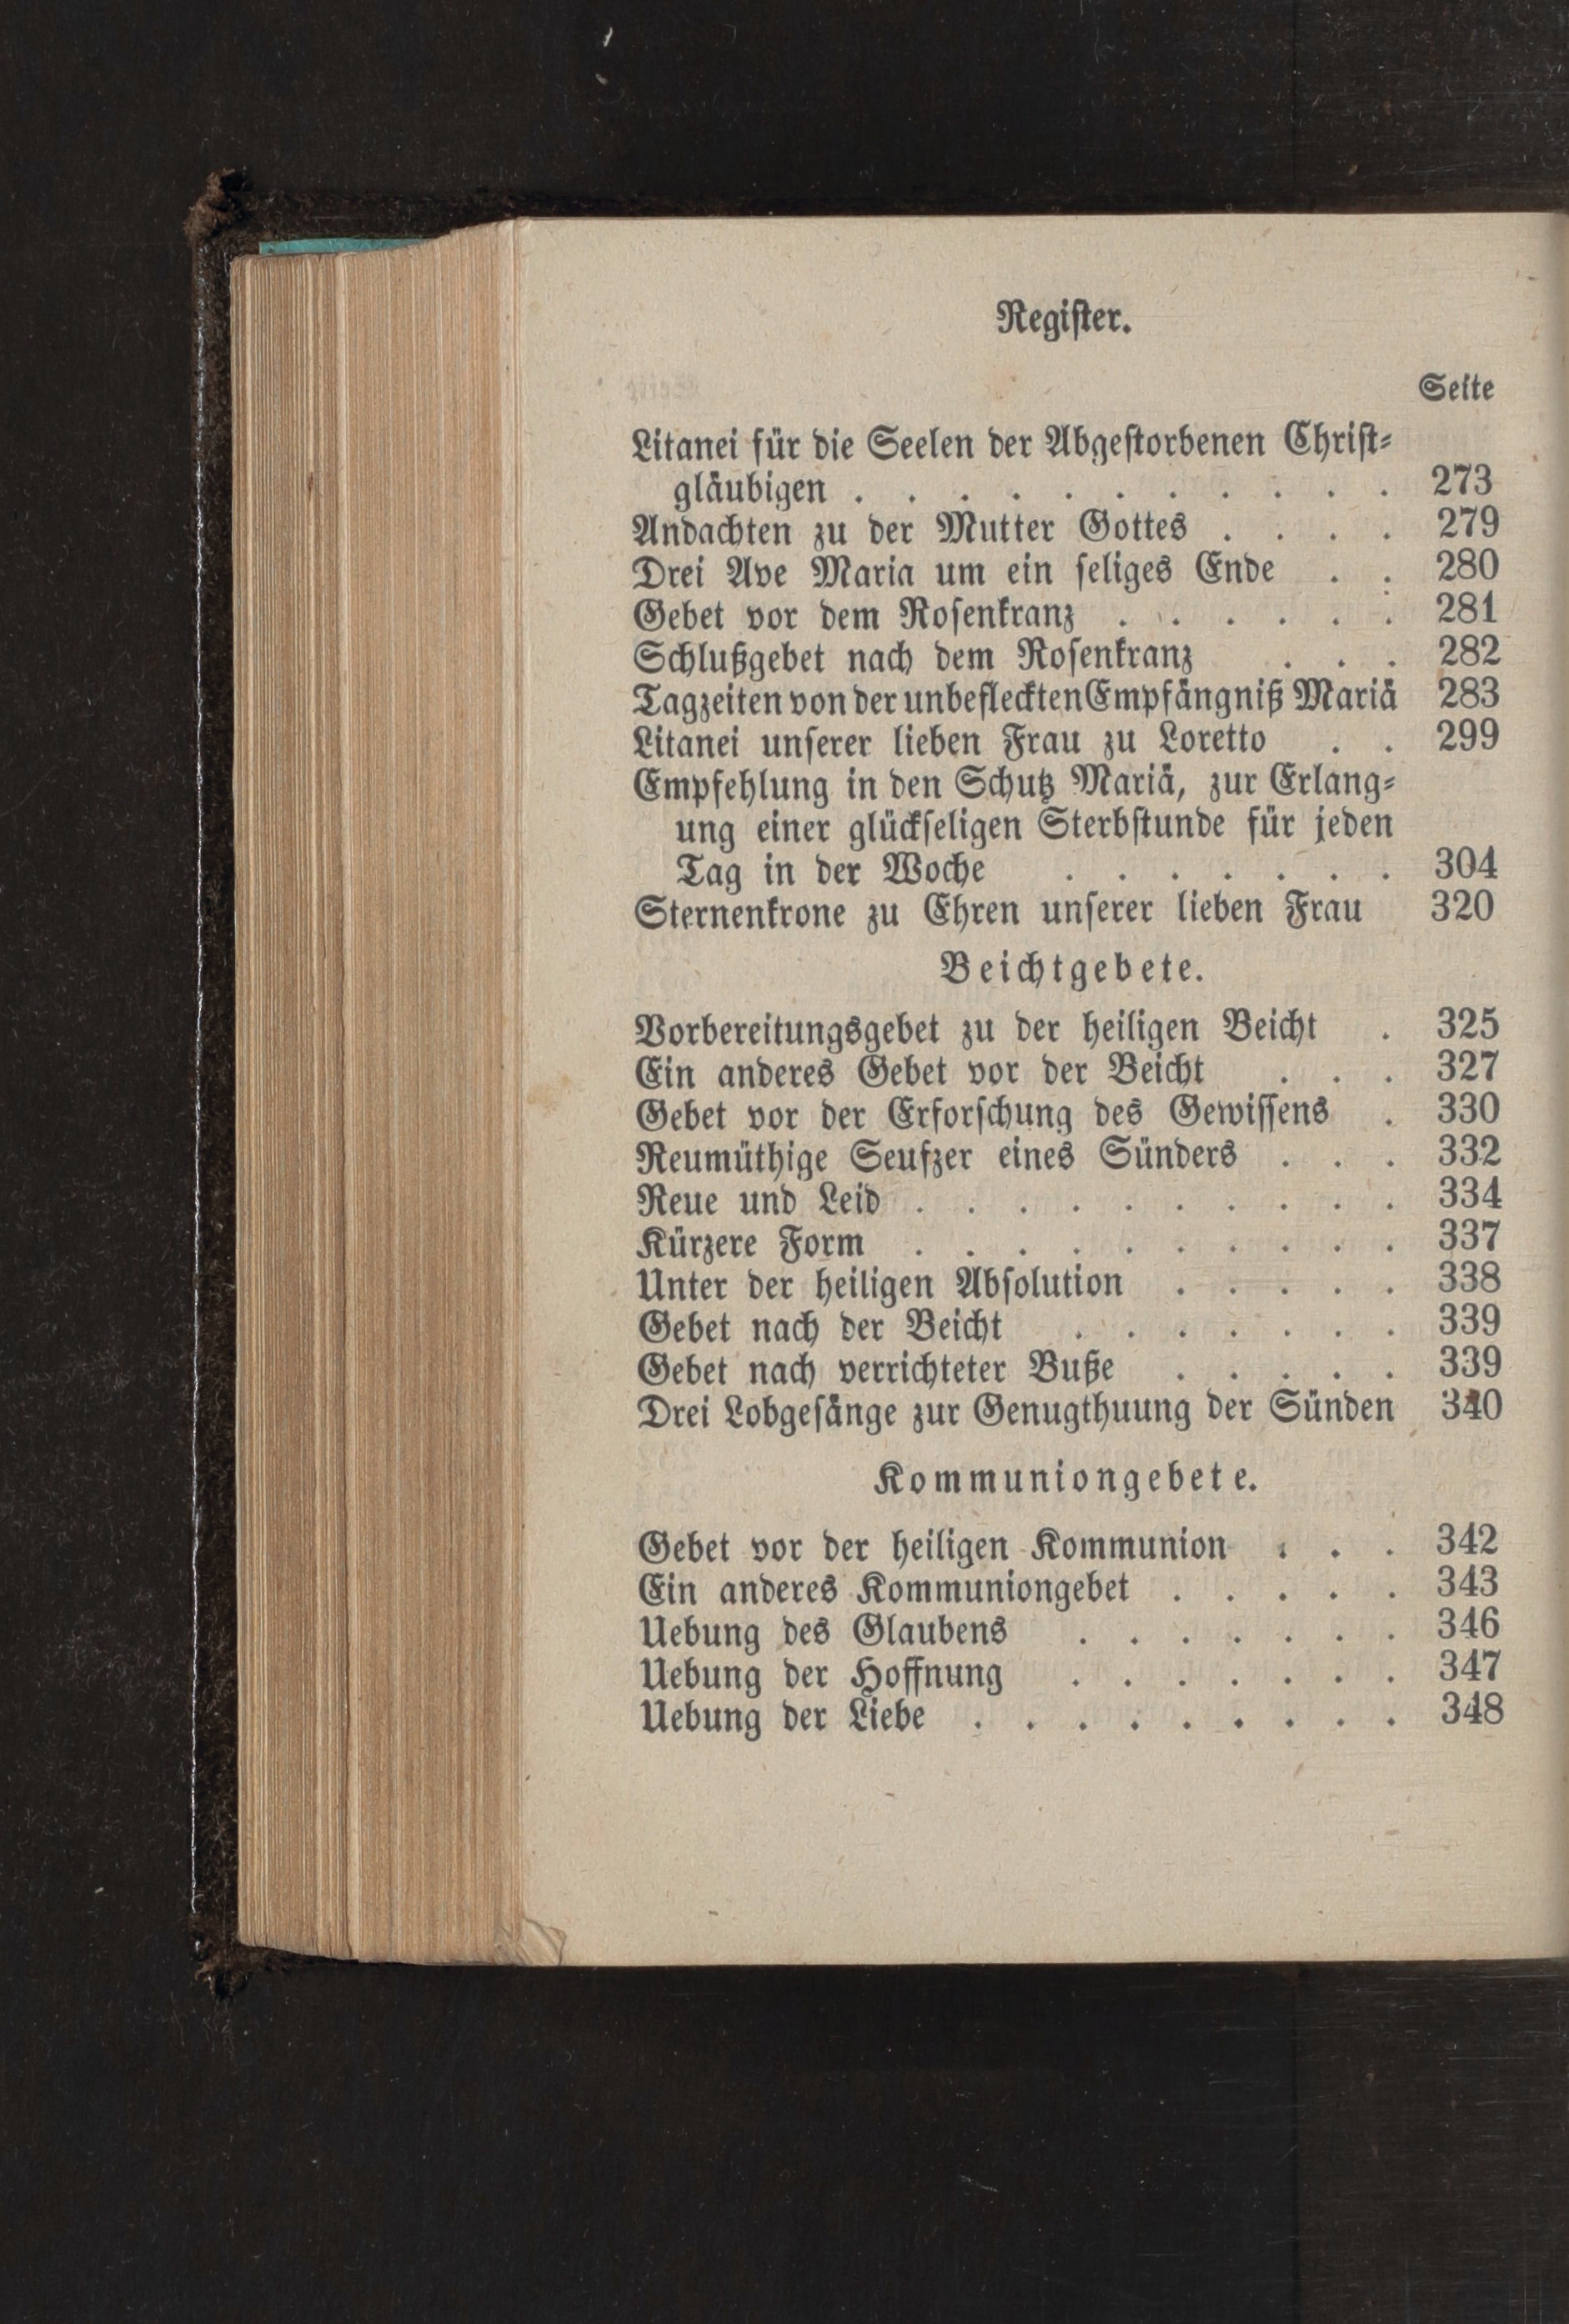 Register.
Seite
Litanei für die Seelen der Abgestorbenen Christ-
gläubigen . . . . . . . . . . . 273
Andachten zu der Mutter Gottes . . . . 279
Drei Ave Maria um ein seliges Ende . . 280
Gebet vor dem Rosenkranz . . . . . . 281
Schlußgebet nach dem Rosenkranz . . . 282
Tagzeiten von der unbefleckten Empfängniß Mariä 283
Litanei unserer lieben Frau zu Loretto . . 299
Empfehlung in den Schutz Mariä, zur Erlang-
ung einer glückseligen Sterbstunde für jeden
Tag in der Woche . . . . . . . 304
Sternenkrone zu Ehren unserer lieben Frau 320
Beichtgebete.
Vorbereitungsgebet zu der heiligen Beicht . 325
Ein anderes Gebet vor der Beicht . . . 327
Gebet vor der Erforschung des Gewissens . 330
Reumüthige Seufzer eines Sünders . . . 332
Reue und Leid . . . . . . . . . . 334
Kürzere Form . . . . . . . . . . 337
Unter der heiligen Absolution . . . . . 338
Gebet nach der Beicht . . . . . . . 339
Gebet nach verrichteter Buße . . . . . 339
Drei Lobgesänge zur Genugthuung der Sünden 340
Kommuniongebete.
Gebet vor der heiligen Kommunion . . . 342
Ein anderes Kommuniongebet . . . . . 343
Uebung des Glaubens . . . . . . . 346
Uebung der Hoffnung . . . . . . . 347
Uebung der Liebe . . . . . . . . . 348